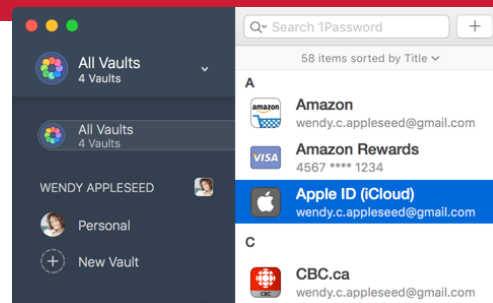 All Vaults
4 Vaults
All Vaults
4 Vaults
WENDY APPLESEED
Personal
New Vault
Search 1Password
58 items sorted by Title
A
amazon
Amazon
wendy.c.appleseed@gmail.com
VISA
Amazon Rewards
4567 **** 1234
Apple ID (iCloud)
wendy.c.appleseed@gmail.com
C
CBC
CBC.ca
wendy.c.appleseed@gmail.com